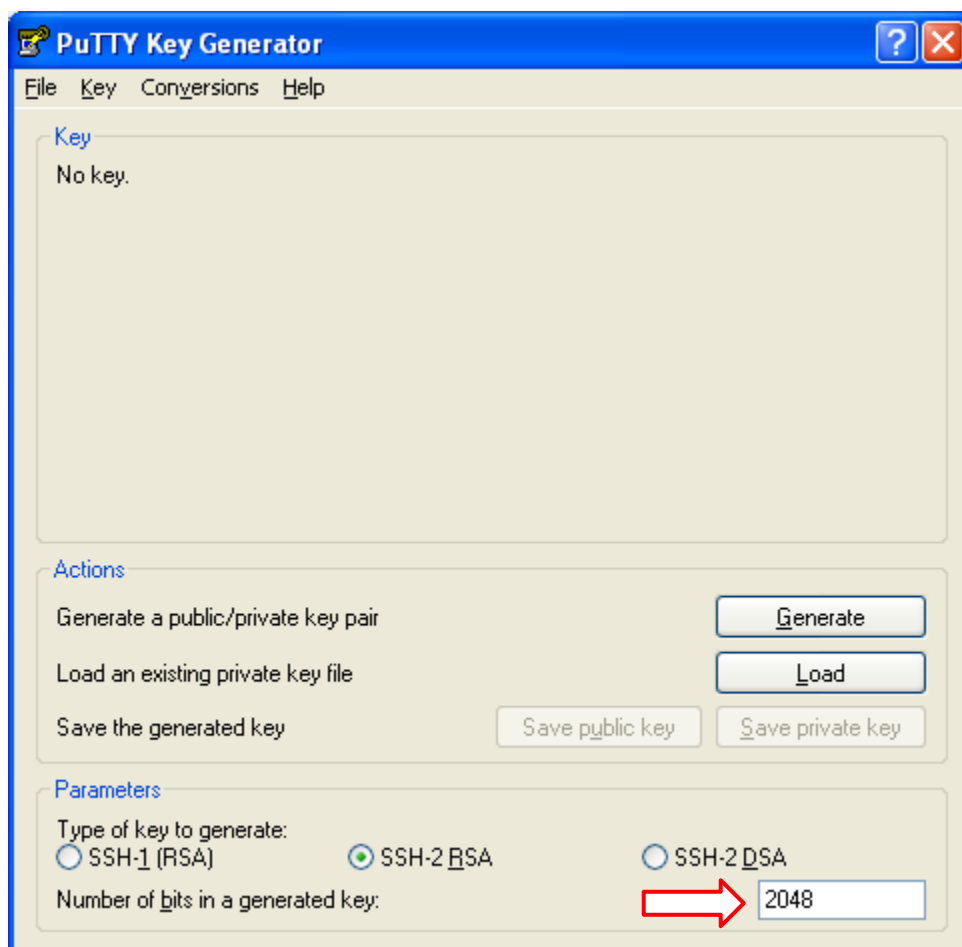 PuTTY Key Generator
File Key Conversions Help
Key
No key.
Actions
Generate a public/private key pair Generate
Load an existing private key file Load
Save the generated key Save public key Save private key
Parameters
Type of key to generate:
SSH-1 (RSA) SSH-2 RSA SSH-2 DSA
Number of bits in a generated key: 2048